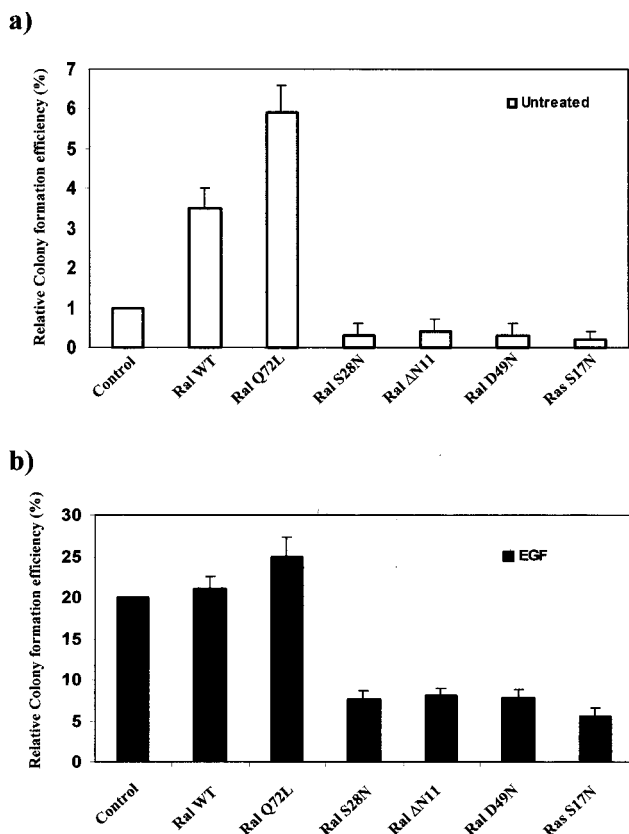 a)
Relative Colony formation efficiency (%)
7
6
5
4
3
2
1
0
Untreated
Control
Ral WT
Ral Q72L
Ral S28N
Ral ΔN11
Ral D49N
Ras S17N
b)
Relative Colony formation efficiency (%)
30
25
20
15
10
5
0
EGF
Control
Ral WT
Ral Q72L
Ral S28N
Ral ΔN11
Ral D49N
Ras S17N